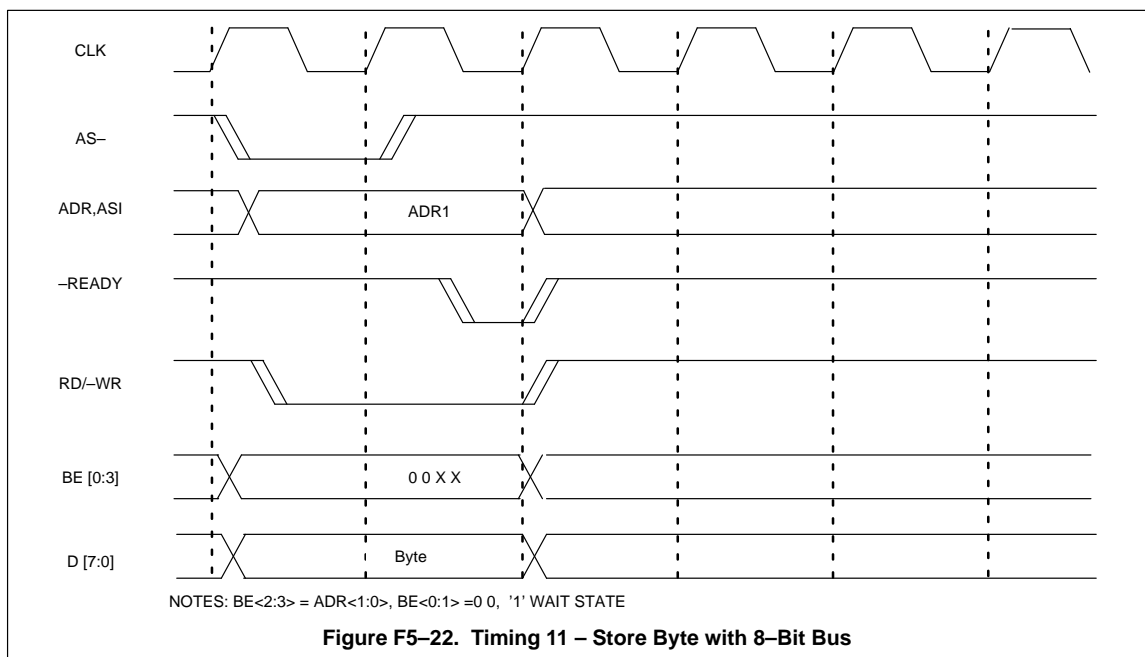 CLK
AS–
ADR,ASI
ADR1
–READY
RD/–WR
BE [0:3]
0 0 X X
D [7:0]
Byte
NOTES: BE<2:3> = ADR<1:0>, BE<0:1> =0 0, '1' WAIT STATE
Figure F5–22. Timing 11 – Store Byte with 8–Bit Bus